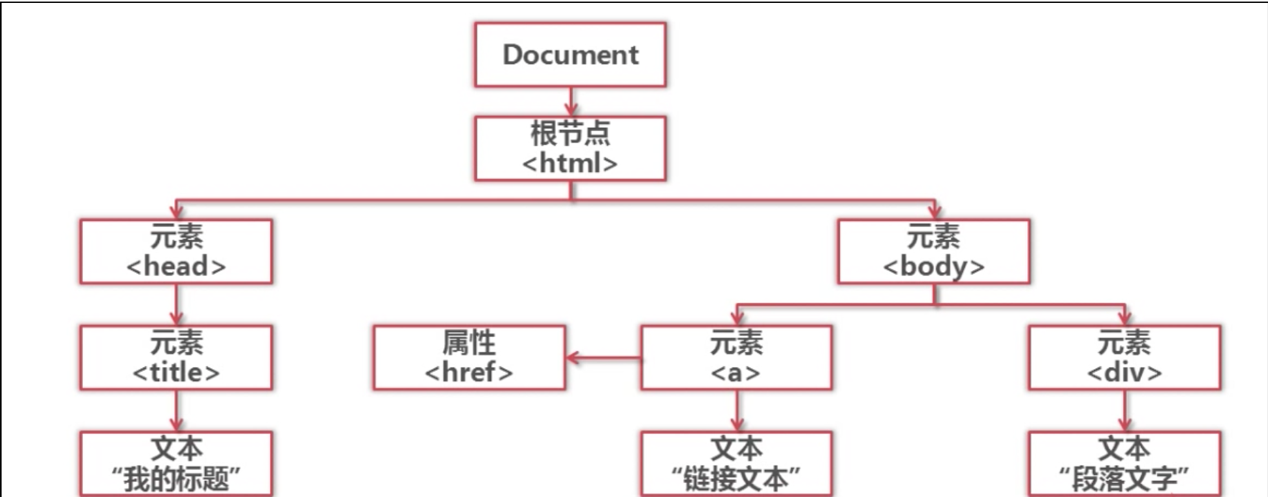 Document
根节点
<html>
元素
<head>
元素
<body>
元素
<title>
属性
<href>
元素
<a>
元素
<div>
文本
“我的标题”
文本
“链接文本”
文本
“段落文字”